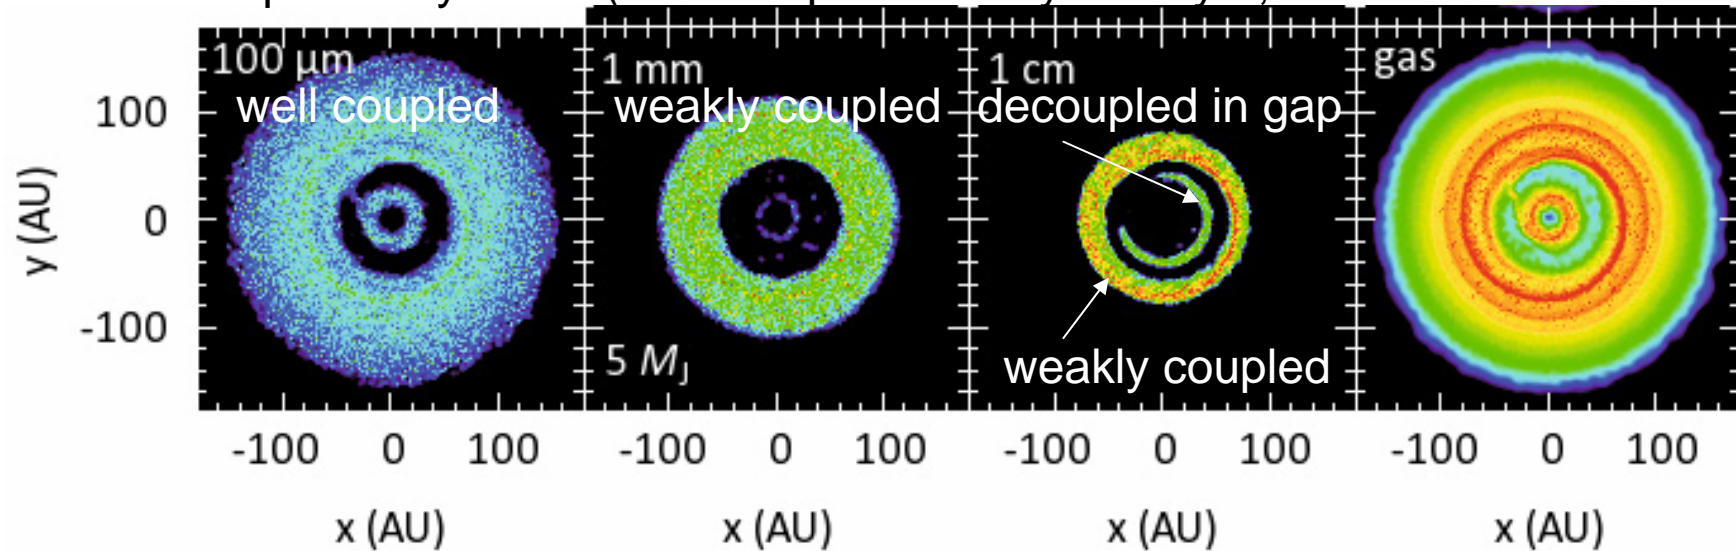 100 µm
well coupled
1 mm
weakly coupled
5 MJ
1 cm
decoupled in gap
weakly coupled
gas
y (AU)
100
0
-100
-100 0 100
-100 0 100
-100 0 100
-100 0 100
x (AU)
x (AU)
x (AU)
x (AU)